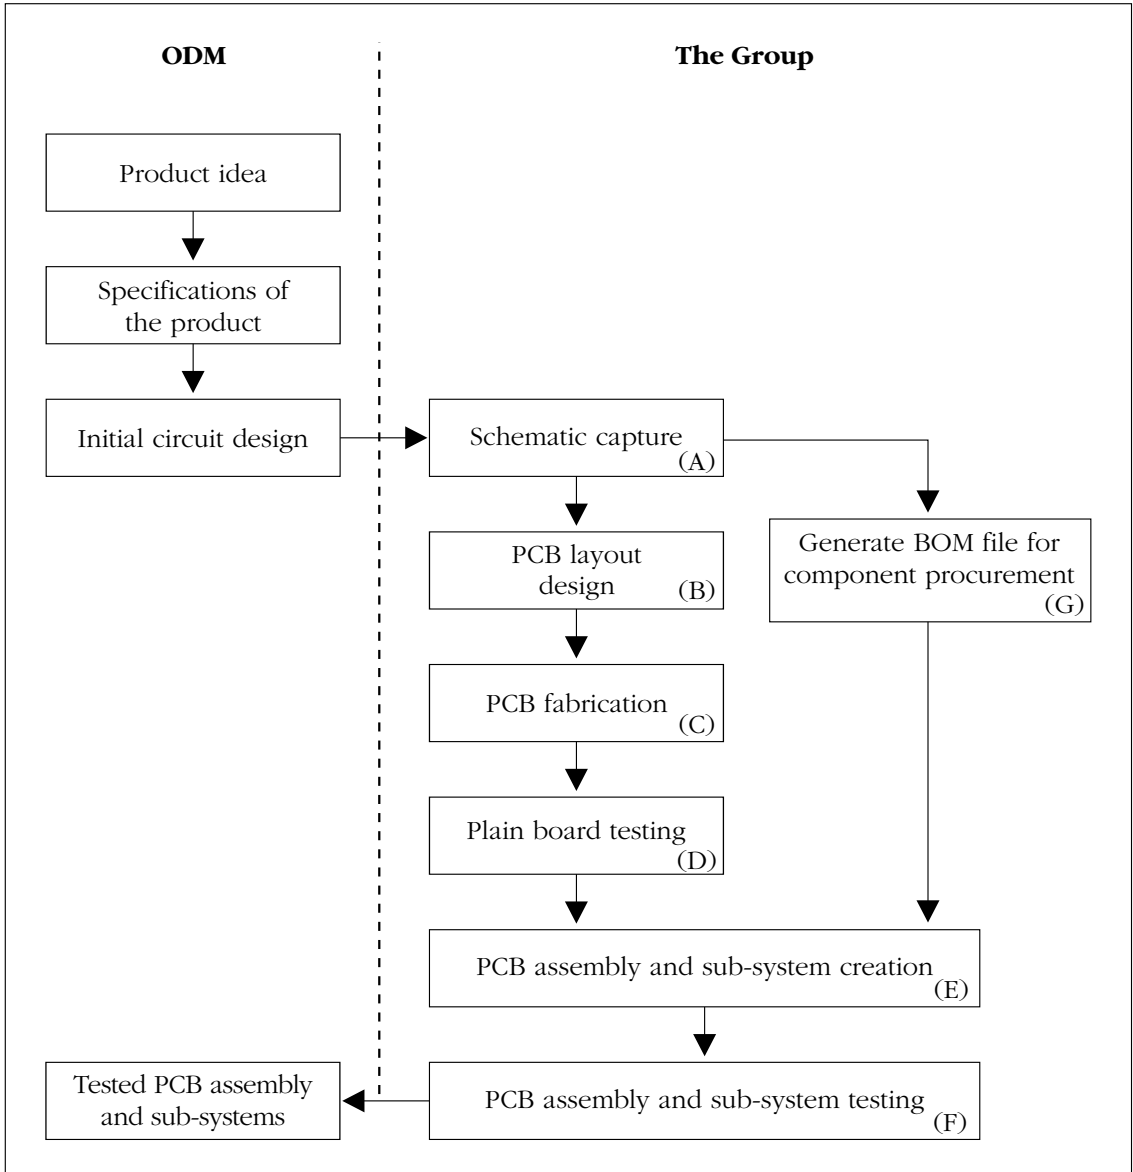 ODM
The Group
Product idea
Specifications of
the product
Initial circuit design
Schematic capture
(A)
PCB layout
design
(B)
Generate BOM file for
component procurement
(G)
PCB fabrication
(C)
Plain board testing
(D)
PCB assembly and sub-system creation
(E)
Tested PCB assembly
and sub-systems
PCB assembly and sub-system testing
(F)